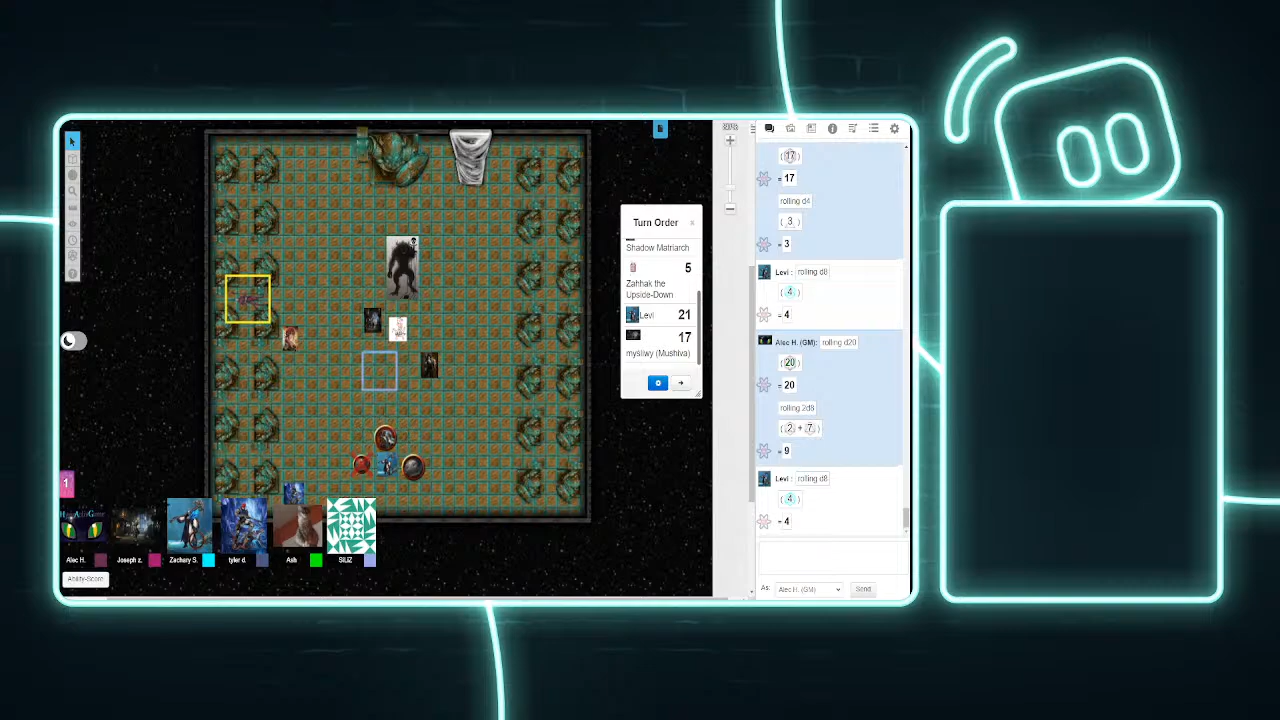 Turn Order
×
Shadow Matriarch
5
Zahhak the
Upside-Down
Levi 21
17
mysliwy (Mushiva)
17
= 17
rolling d4
( 3 )
= 3
Levi : rolling d8
( 4 )
= 4
Alec H. (GM): rolling d20
( 20 )
= 20
rolling 2d8
( 2 + 7 )
= 9
Levi : rolling d8
( 4 )
= 4
As: Alec H. (GM) Send
1
Alec H. Joseph z. Zachary S. tyler d. Ash SILIZ
Ability-Score